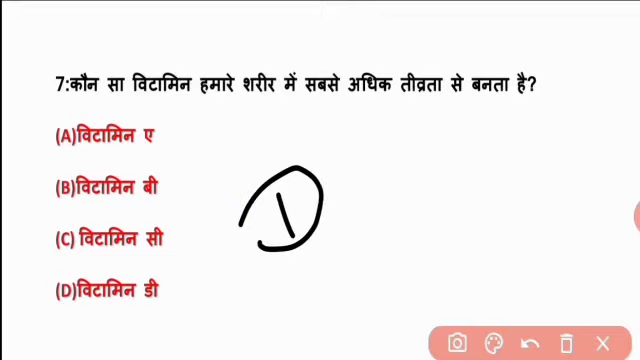 7:कौन सा विटामिन हमारे शरीर में सबसे अधिक तीव्रता से बनता है?
(A)विटामिन ए
(B)विटामिन बी
D
(C) विटामिन सी
(D)विटामिन डी